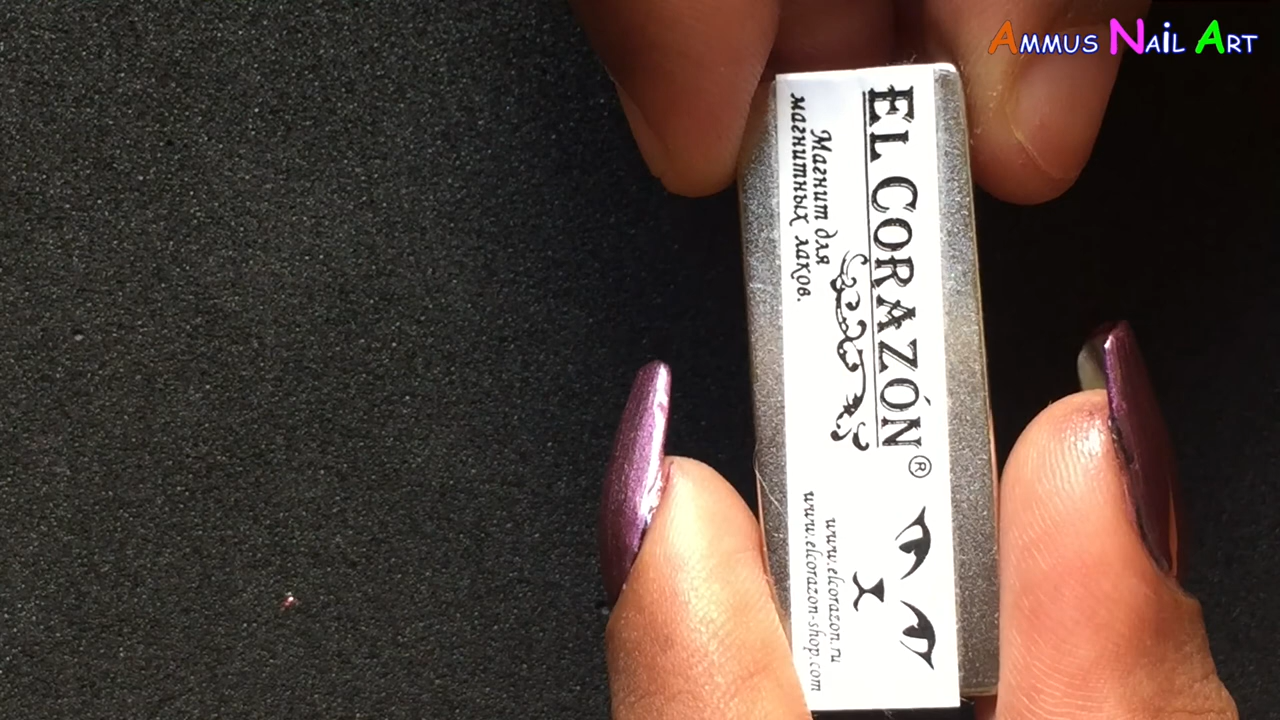 AMMUS NAIL ART
EL CORAZÓN®
Магнит для
магнитных лаков.
www.elcorazon.ru
www.elcorazon-shop.com